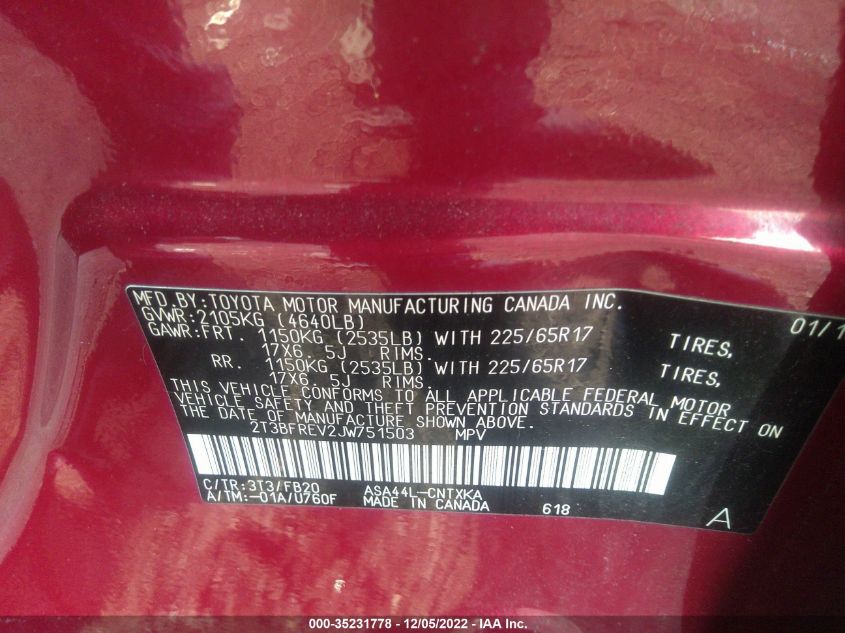 MFD.BY:TOYOTA MOTOR MANUFACTURING CANADA INC.
01/1
GVWR:2105KG (4640LB)
GAWR:FRT. 1150KG (2535LB) WITH 225/65R17 TIRES,
17X6. 5J RIMS.
RR. 1150KG (2535LB) WITH 225/65R17 TIRES,
17X6. 5J RIMS.
THIS VEHICLE CONFORMS TO ALL APPLICABLE FEDERAL MOTOR
VEHICLE SAFETY AND THEFT PREVENTION STANDARDS IN EFFECT ON
THE DATE OF MANUFACTURE SHOWN ABOVE.
2T3BFREV2JW751503 MPV
C/TR:3T3/FB20 ASA44L-CNTXKA
A/TM:-01A/U760F MADE IN CANADA 618
A
000-35231778 - 12/05/2022 - IAA Inc.